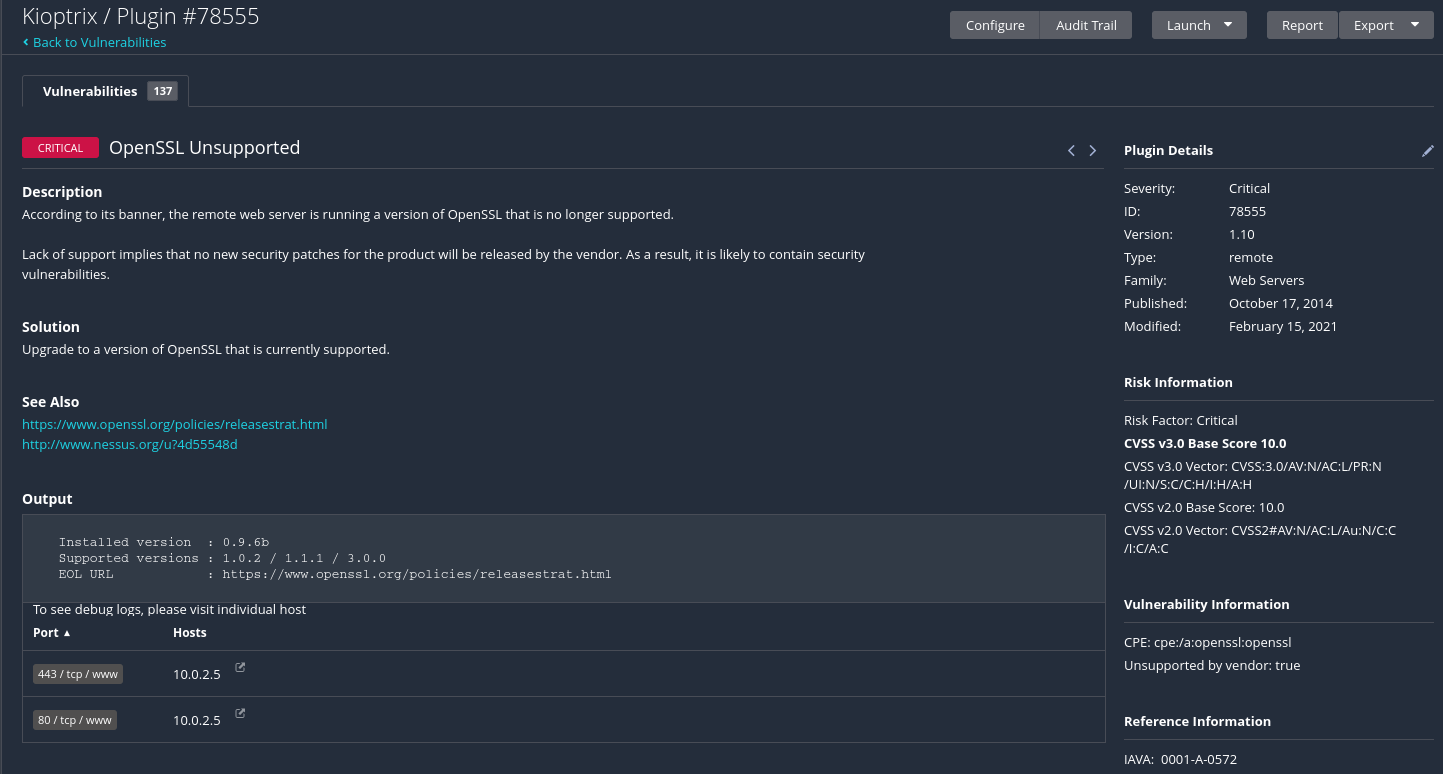 Kioptrix / Plugin #78555
‹ Back to Vulnerabilities
Configure
Audit Trail
Launch ▼
Report
Export ▼
Vulnerabilities 137
CRITICAL OpenSSL Unsupported
Description
According to its banner, the remote web server is running a version of OpenSSL that is no longer supported.
Lack of support implies that no new security patches for the product will be released by the vendor. As a result, it is likely to contain security
vulnerabilities.
Solution
Upgrade to a version of OpenSSL that is currently supported.
See Also
https://www.openssl.org/policies/releasestrat.html
http://www.nessus.org/u?4d55548d
Output
Installed version : 0.9.6b
Supported versions : 1.0.2 / 1.1.1 / 3.0.0
EOL URL : https://www.openssl.org/policies/releasestrat.html
To see debug logs, please visit individual host
Port ▲ Hosts
443 / tcp / www 10.0.2.5
80 / tcp / www 10.0.2.5
Plugin Details
Severity: Critical
ID: 78555
Version: 1.10
Type: remote
Family: Web Servers
Published: October 17, 2014
Modified: February 15, 2021
Risk Information
Risk Factor: Critical
CVSS v3.0 Base Score 10.0
CVSS v3.0 Vector: CVSS:3.0/AV:N/AC:L/PR:N
/UI:N/S:C/C:H/I:H/A:H
CVSS v2.0 Base Score: 10.0
CVSS v2.0 Vector: CVSS2#AV:N/AC:L/Au:N/C:C
/I:C/A:C
Vulnerability Information
CPE: cpe:/a:openssl:openssl
Unsupported by vendor: true
Reference Information
IAVA: 0001-A-0572